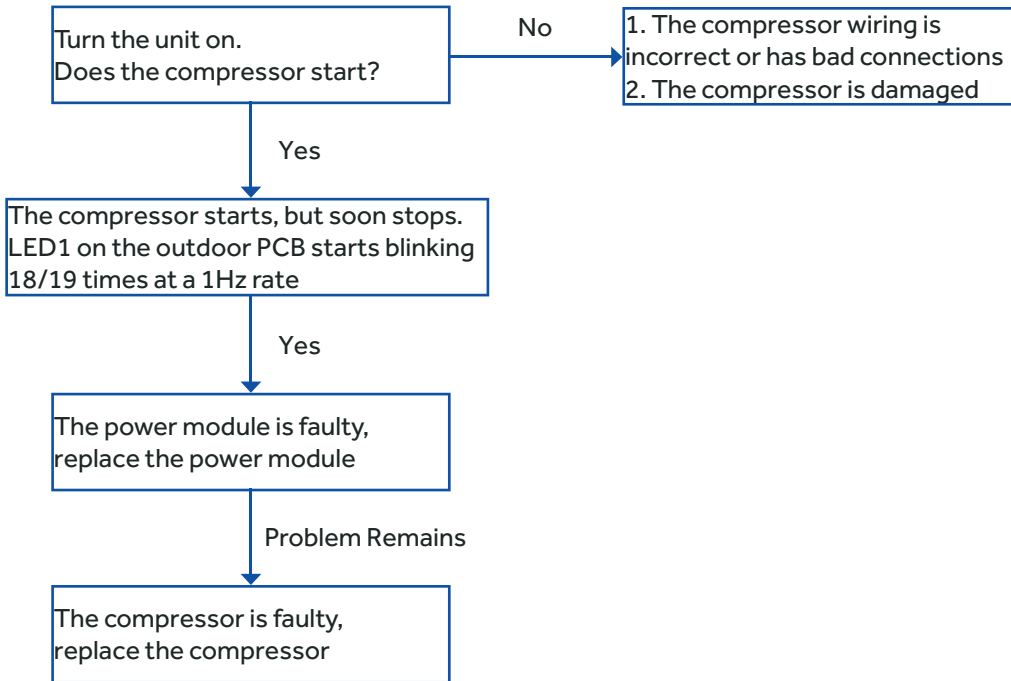 Turn the unit on.
Does the compressor start?
No
1. The compressor wiring is
incorrect or has bad connections
2. The compressor is damaged
Yes
The compressor starts, but soon stops.
LED1 on the outdoor PCB starts blinking
18/19 times at a 1Hz rate
Yes
The power module is faulty,
replace the power module
Problem Remains
The compressor is faulty,
replace the compressor